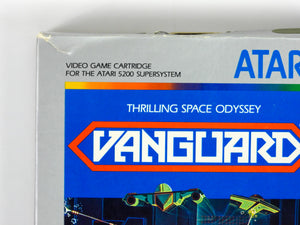 VIDEO GAME CARTRIDGE
FOR THE ATARI 5200 SUPERSYSTEM
ATAR
THRILLING SPACE ODYSSEY
VANGUARD